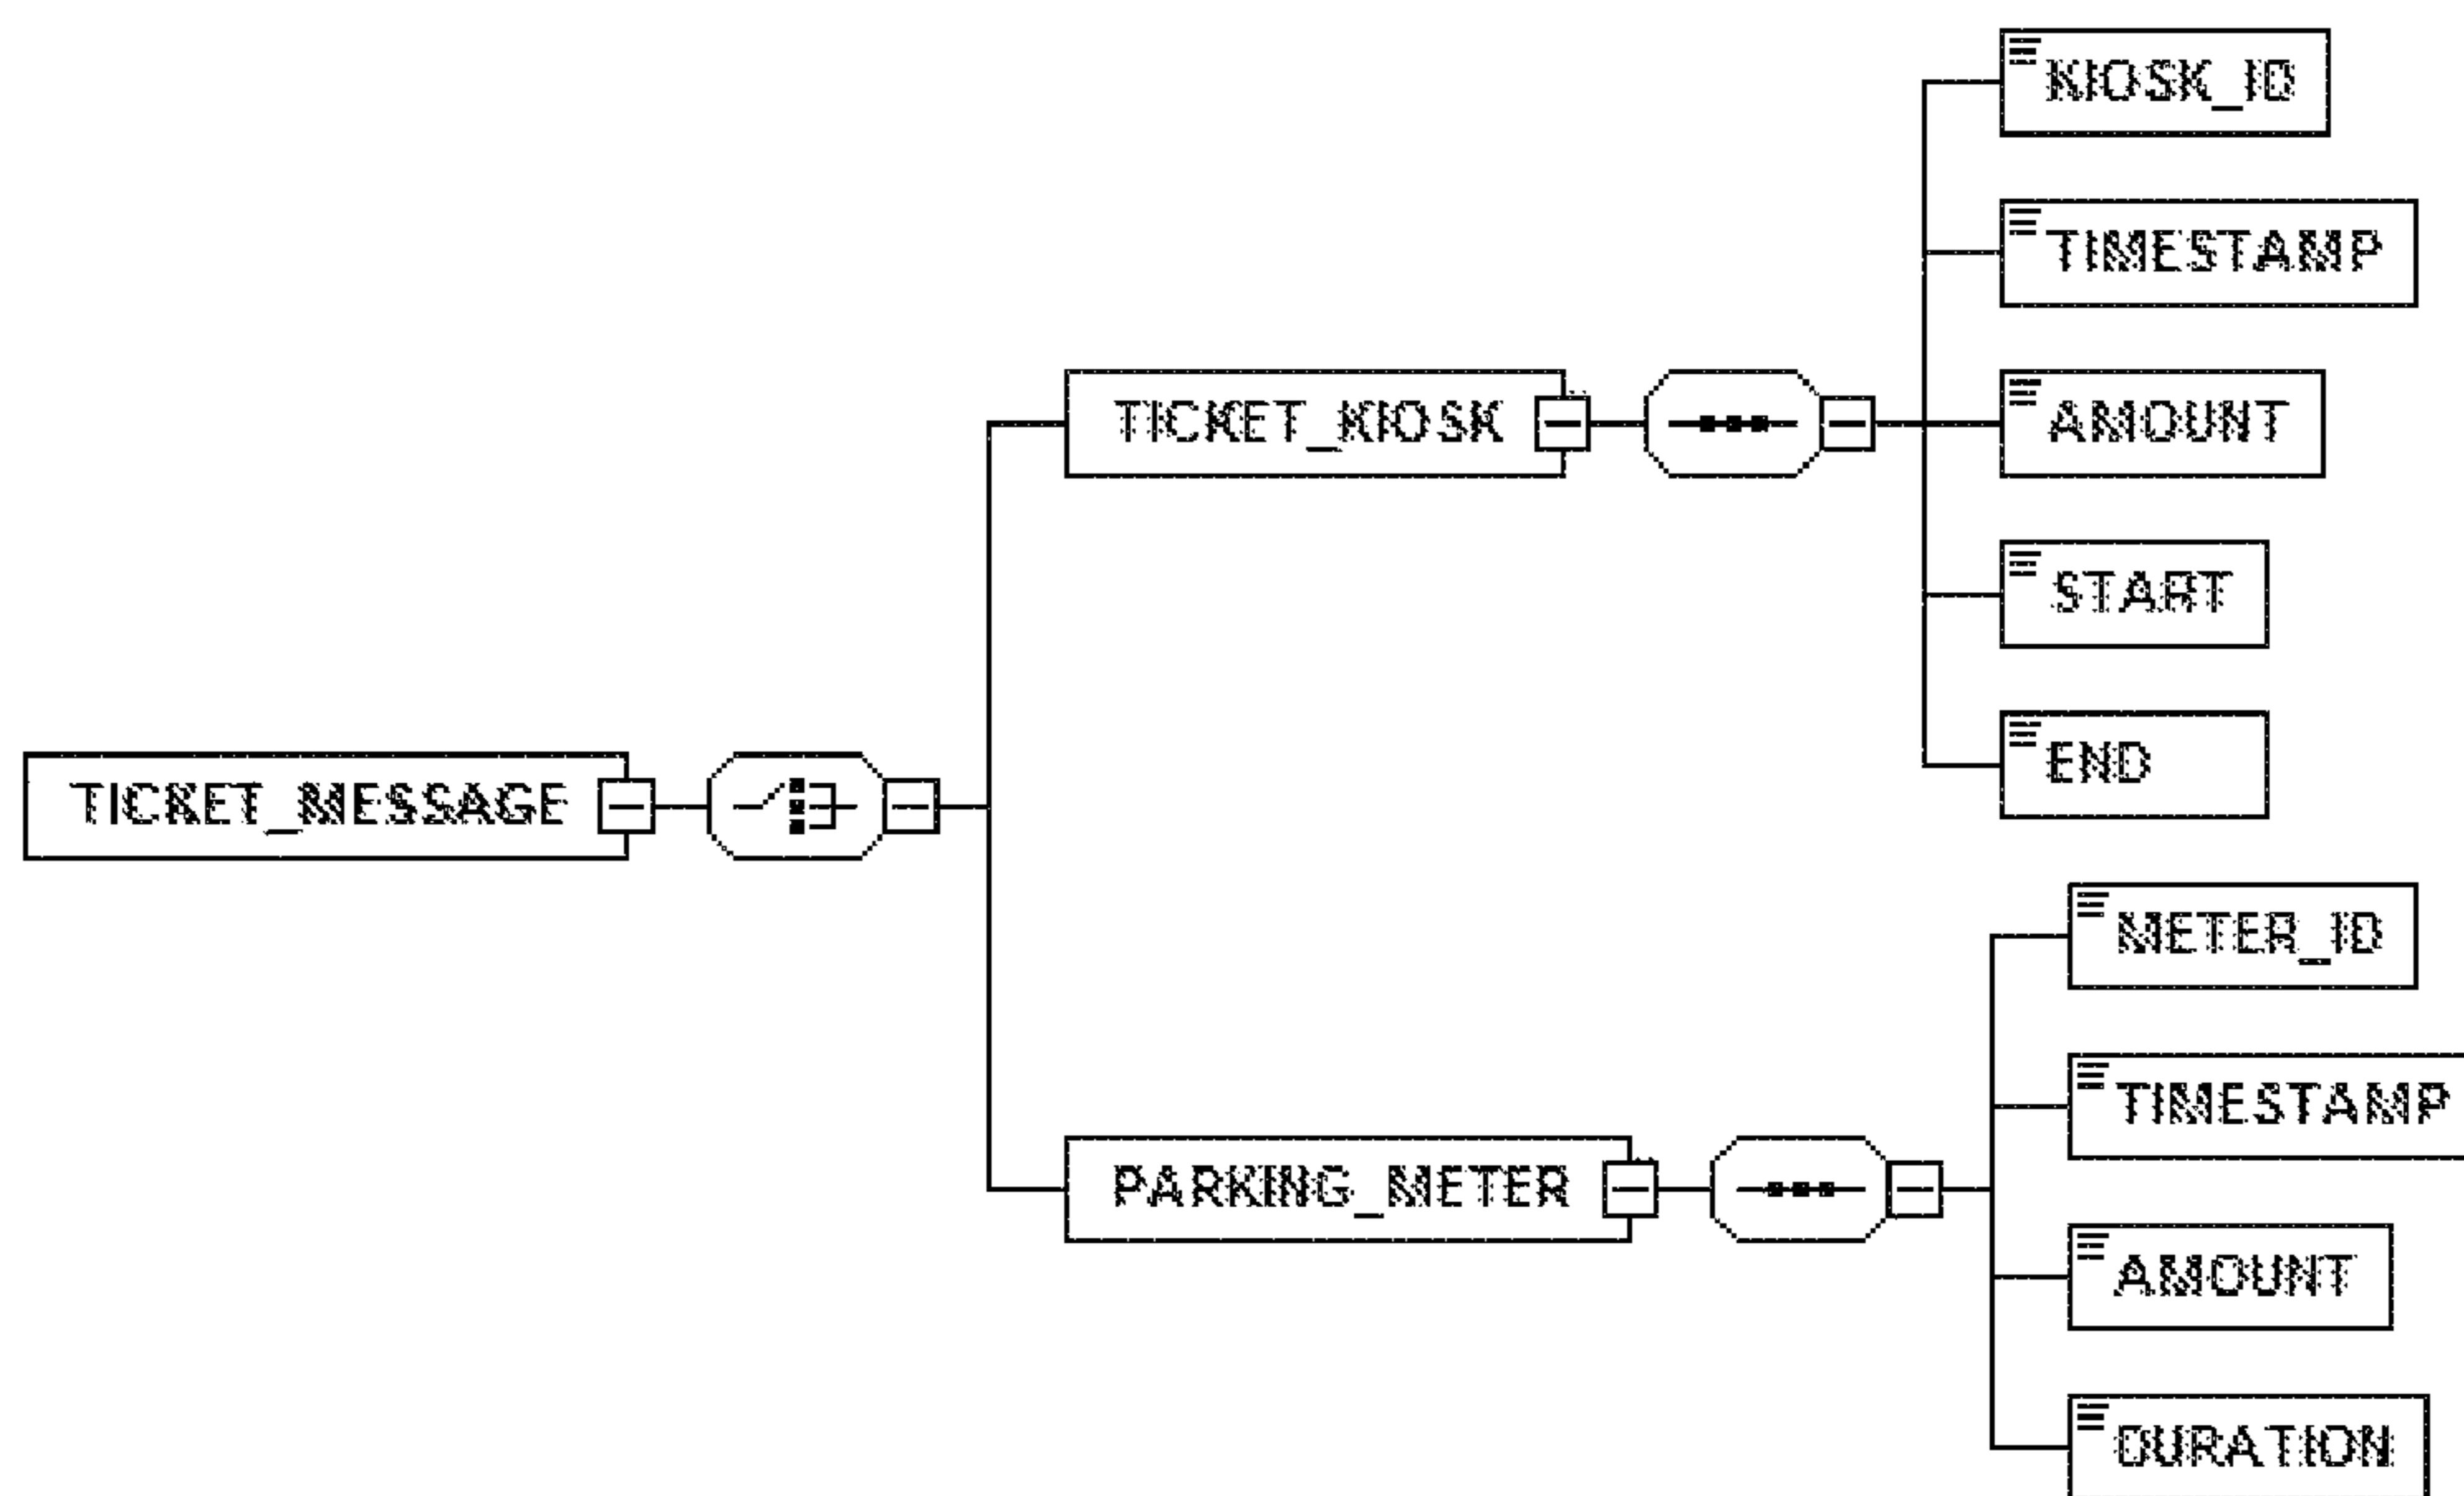 KIOSK_ID
TIMESTAMP
AMOUNT
START
END
TICKET_KIOSK
TICKET_MESSAGE
PARKING_METER
METER_ID
TIMESTAMP
AMOUNT
DURATION